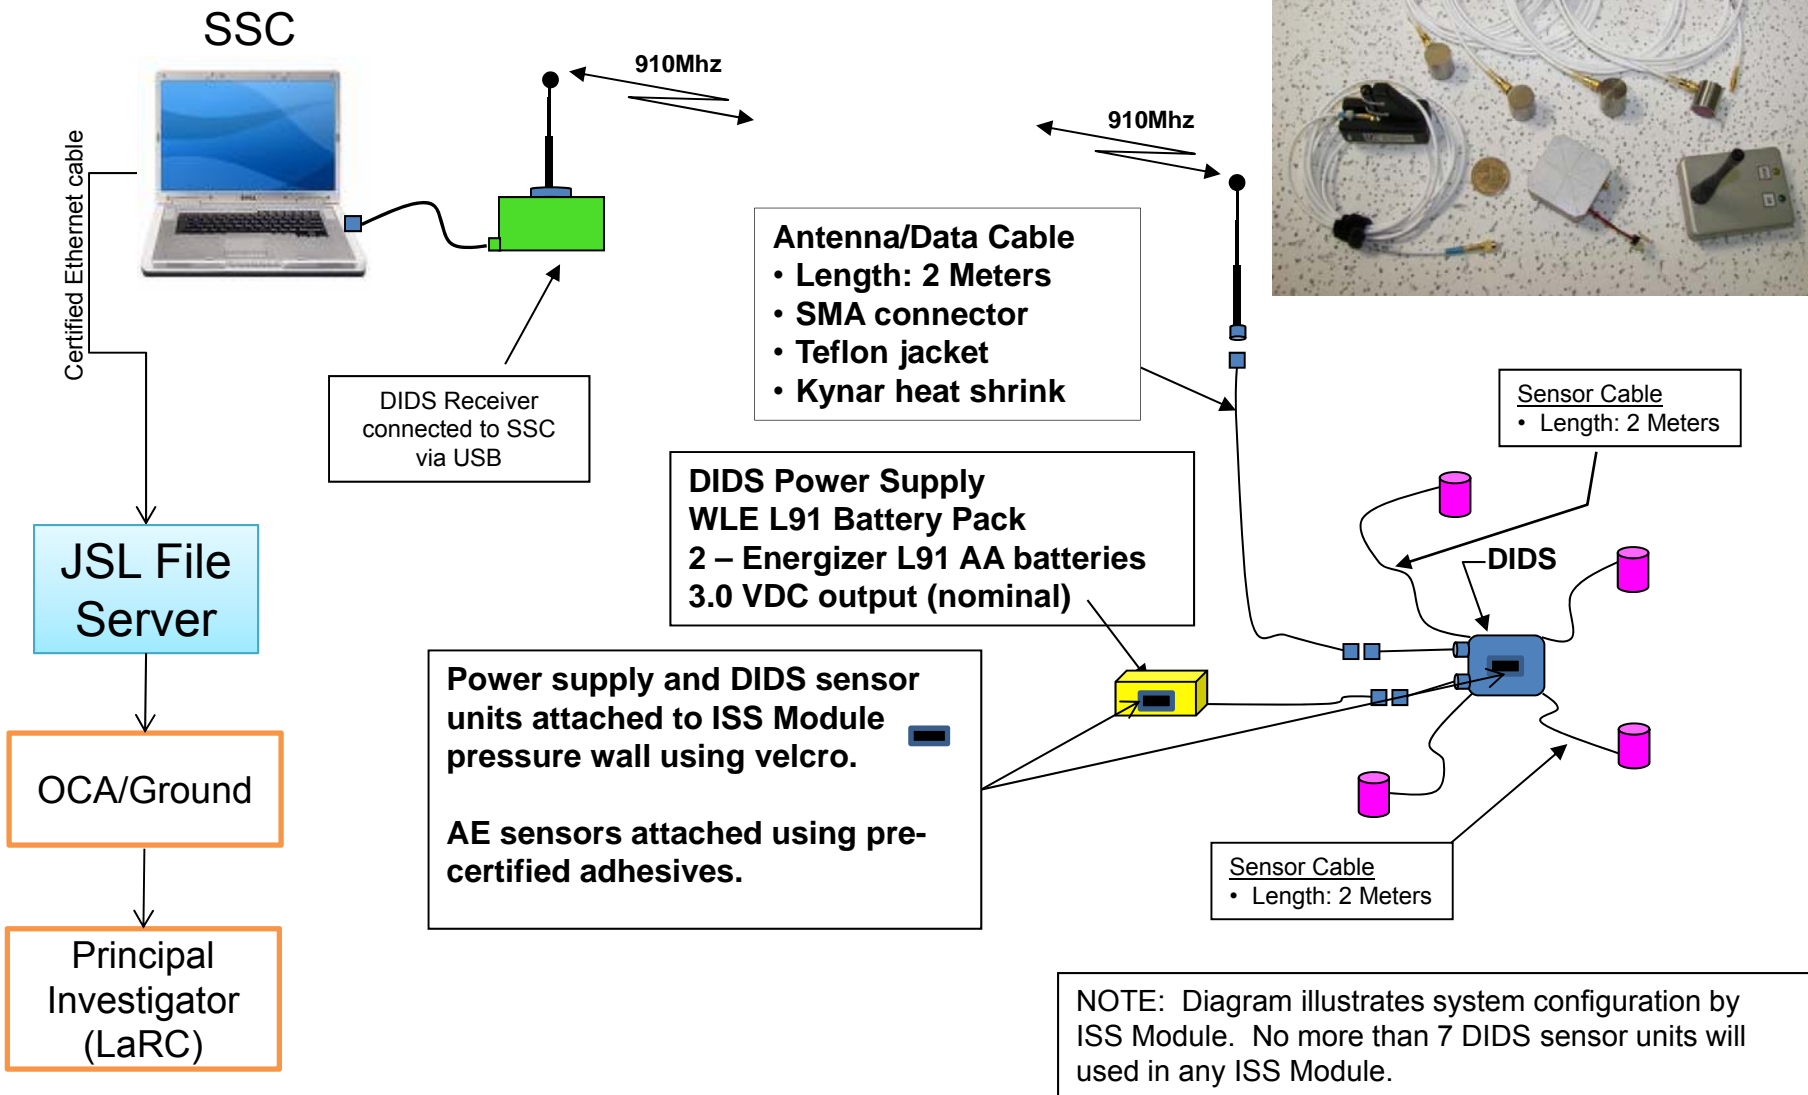 SSC
910Mhz
910Mhz
Certified Ethernet cable
Antenna/Data Cable
• Length: 2 Meters
• SMA connector
• Teflon jacket
• Kynar heat shrink
DIDS Receiver
connected to SSC
via USB
Sensor Cable
• Length: 2 Meters
DIDS Power Supply
WLE L91 Battery Pack
2 – Energizer L91 AA batteries
3.0 VDC output (nominal)
DIDS
JSL File
Server
Power supply and DIDS sensor
units attached to ISS Module
pressure wall using velcro.
AE sensors attached using pre-
certified adhesives.
OCA/Ground
Sensor Cable
• Length: 2 Meters
Principal
Investigator
(LaRC)
NOTE: Diagram illustrates system configuration by
ISS Module. No more than 7 DIDS sensor units will
used in any ISS Module.